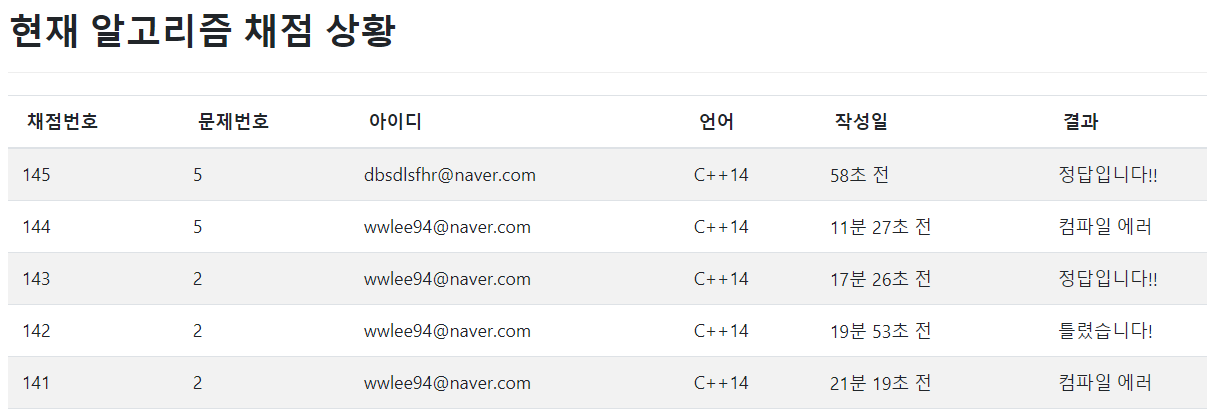 현재 알고리즘 채점 상황
채점번호 문제번호 아이디 언어 작성일 결과
145 5 dbsdlsfhr@naver.com C++14 58초 전 정답입니다!!
144 5 wwlee94@naver.com C++14 11분 27초 전 컴파일 에러
143 2 wwlee94@naver.com C++14 17분 26초 전 정답입니다!!
142 2 wwlee94@naver.com C++14 19분 53초 전 틀렸습니다!
141 2 wwlee94@naver.com C++14 21분 19초 전 컴파일 에러